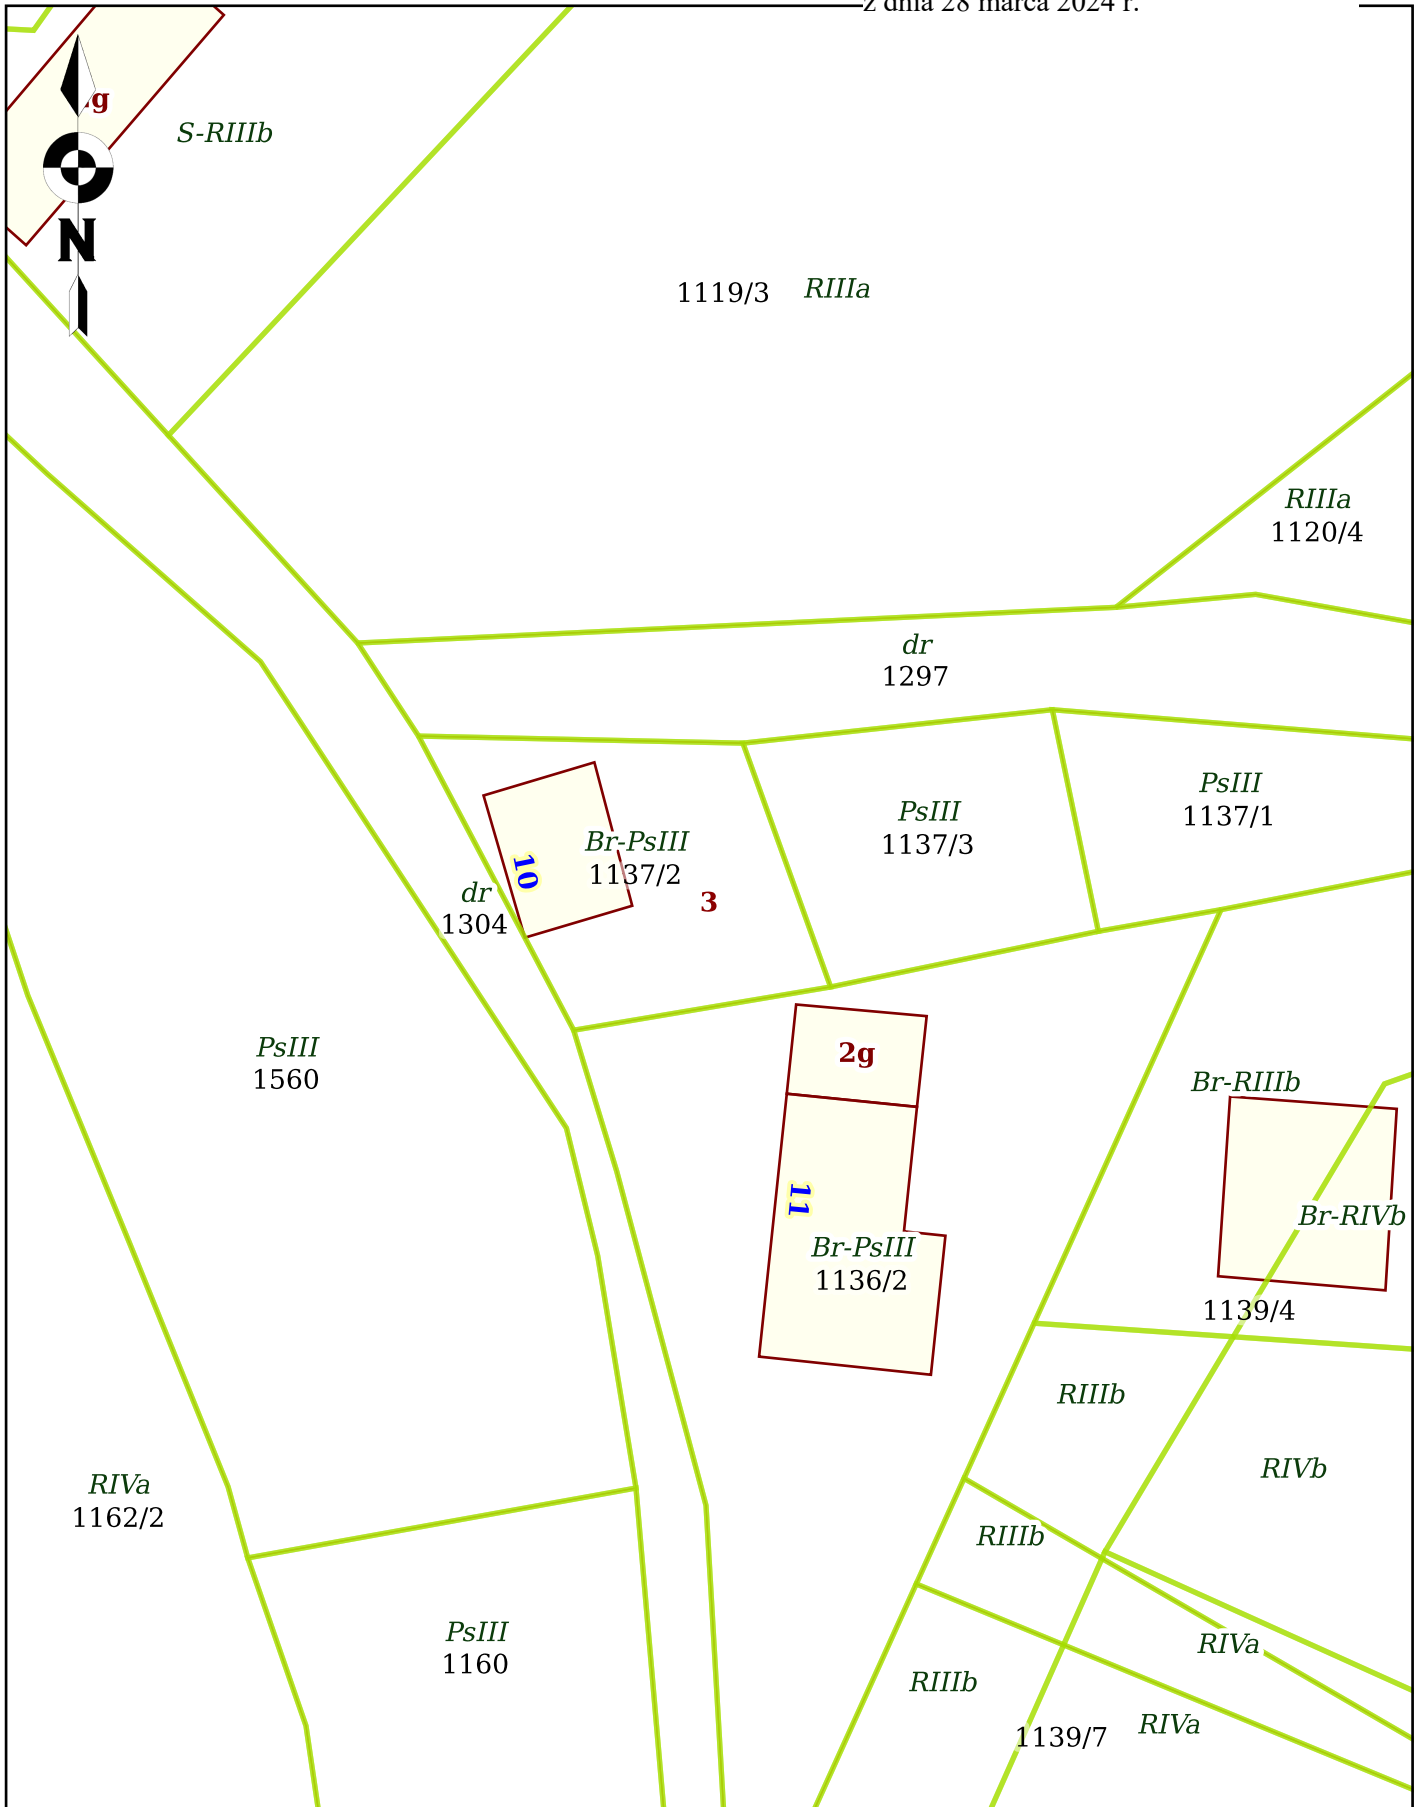 z dnia 28 marca 2024 r.
g
S-RIIIb
N
1119/3 RIIIa
RIIIa
1120/4
dr
1297
PsIII
1137/1
PsIII
1137/3
Br-PsIII
1137/2
10
3
dr
1304
PsIII
1560
2g
Br-RIIIb
11
Br-RIVb
Br-PsIII
1136/2
1139/4
RIIIb
RIVb
RIVa
1162/2
RIIIb
PsIII
1160
RIVa
RIIIb
RIVa
1139/7